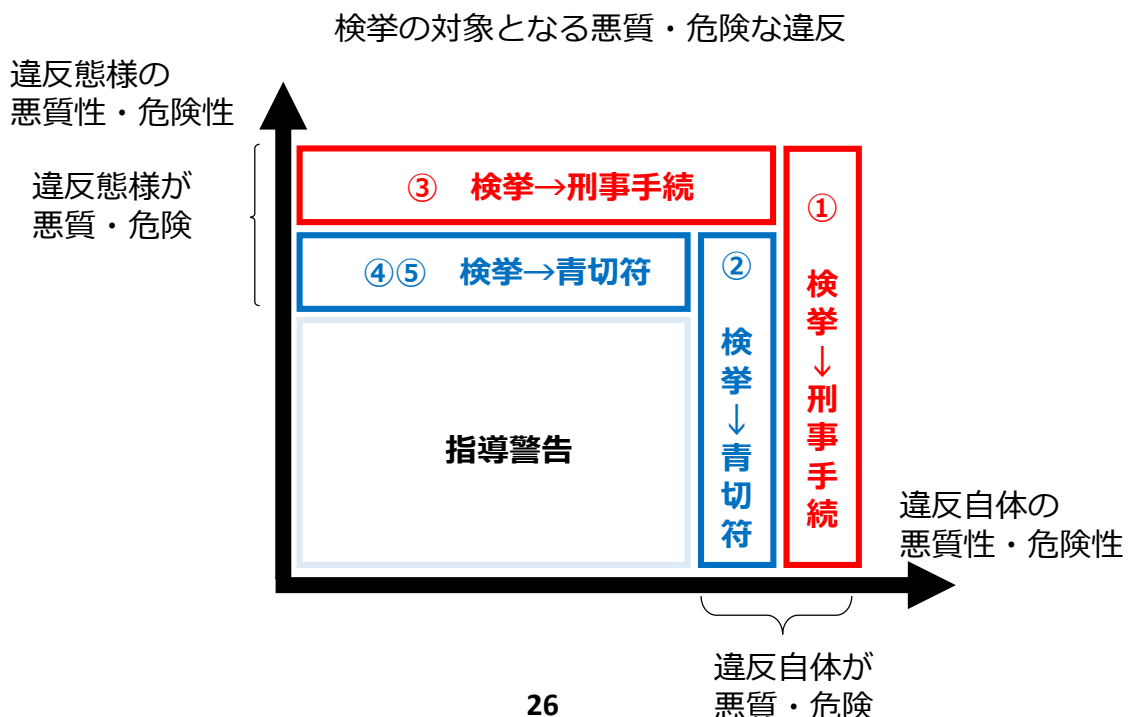 検挙の対象となる悪質・危険な違反
違反態様の
悪質性・危険性
違反態様が
悪質・危険
③ 検挙→刑事手続
①
検挙→刑事手続
④⑤ 検挙→青切符
②
検挙→青切符
指導警告
違反自体の
悪質性・危険性
違反自体が
悪質・危険
26